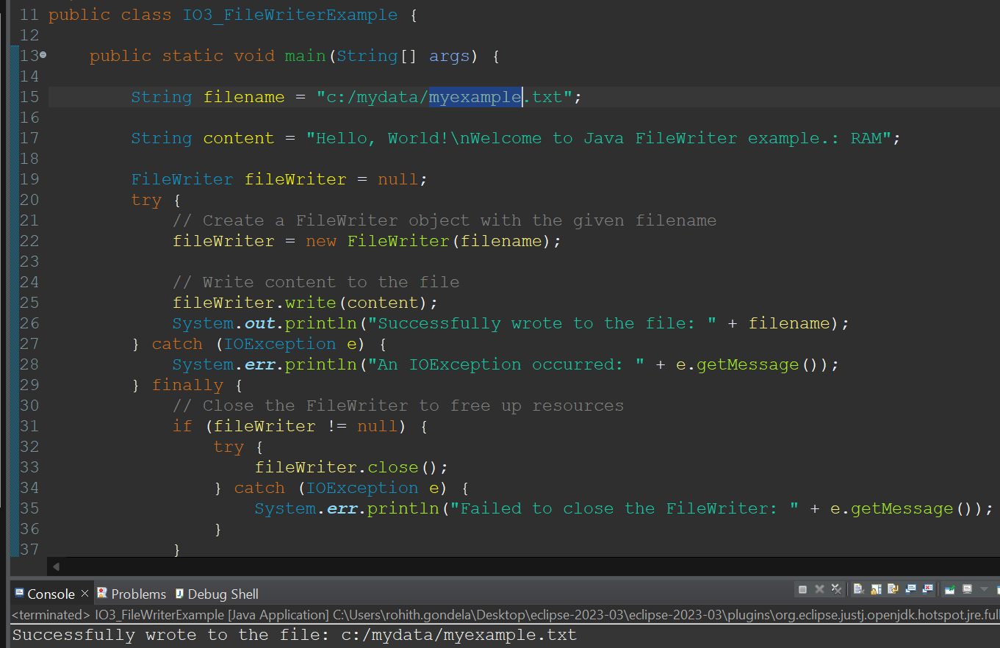 11 public class IO3_FileWriterExample {
12
13 public static void main(String[] args) {
14
15 String filename = "c:/mydata/myexample.txt";
16
17 String content = "Hello, World!\nWelcome to Java FileWriter example.: RAM";
18
19 FileWriter fileWriter = null;
20 try {
21 // Create a FileWriter object with the given filename
22 fileWriter = new FileWriter(filename);
23
24 // Write content to the file
25 fileWriter.write(content);
26 System.out.println("Successfully wrote to the file: " + filename);
27 } catch (IOException e) {
28 System.err.println("An IOException occurred: " + e.getMessage());
29 } finally {
30 // Close the FileWriter to free up resources
31 if (fileWriter != null) {
32 try {
33 fileWriter.close();
34 } catch (IOException e) {
35 System.err.println("Failed to close the FileWriter: " + e.getMessage());
36 }
37 }
Console × Problems Debug Shell
<terminated> IO3_FileWriterExample [Java Application] C:\Users\rohith.gondela\Desktop\eclipse-2023-03\eclipse-2023-03\plugins\org.eclipse.justj.openjdk.hotspot.jre.full
Successfully wrote to the file: c:/mydata/myexample.txt